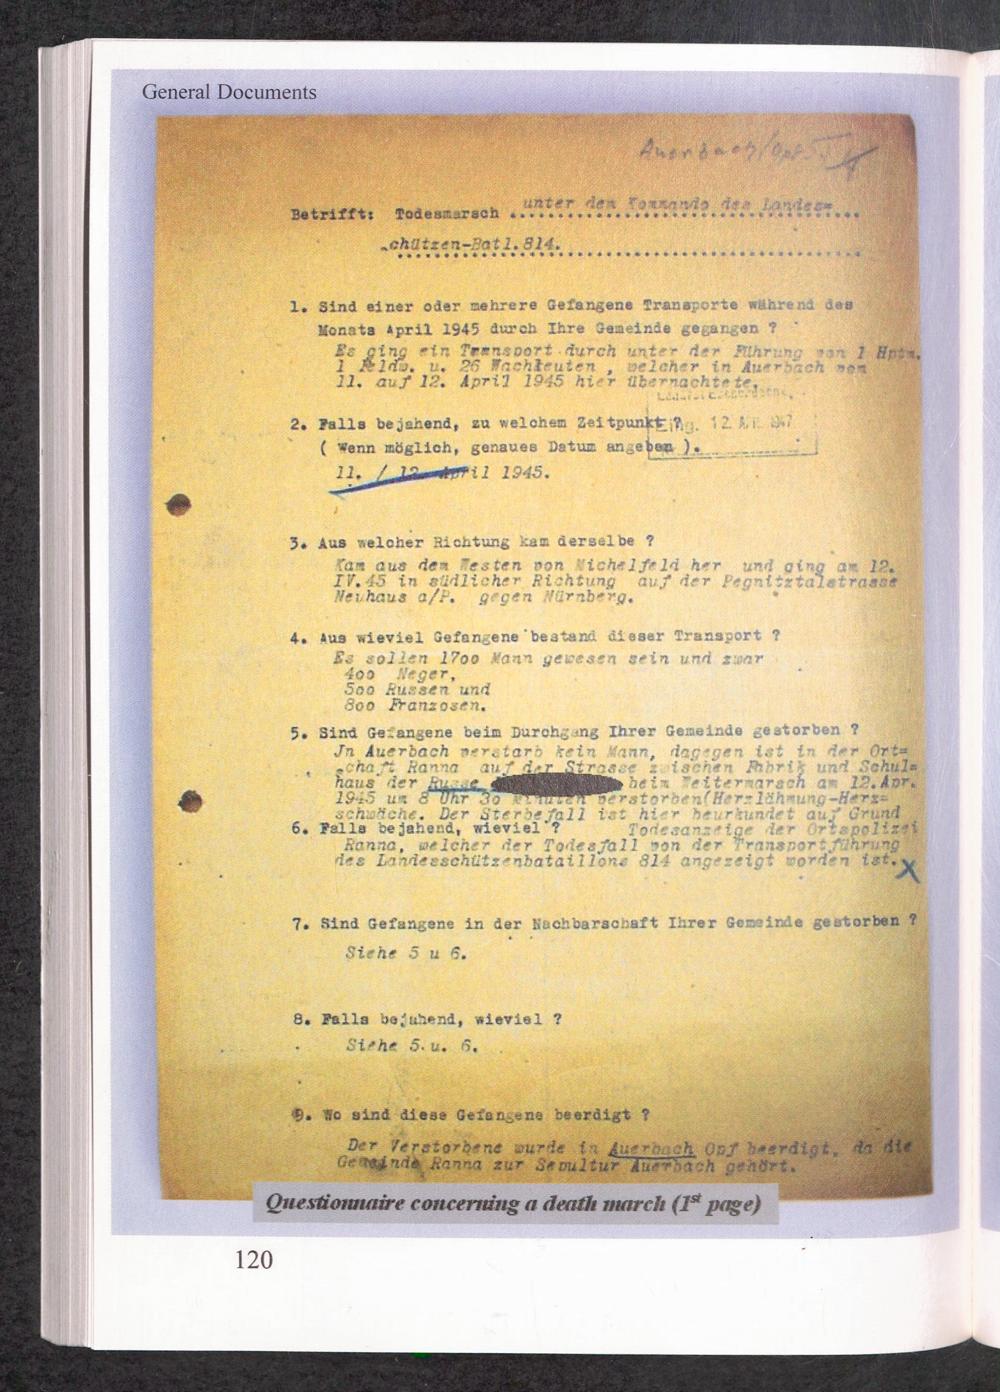 General Documents
Auerbach/Opf.
Betrifft: Todesmarsch unter dem Kommando des Landes=
schützen-Batl. 814.
1. Sind einer oder mehrere Gefangene Transporte während des
Monats April 1945 durch Ihre Gemeinde gegangen ?
Es ging ein Transport durch unter der Führung von 1 Hptm.
1 Feldw. u. 26 Wachleuten , welcher in Auerbach vom
11. auf 12. April 1945 hier übernachtete.
2. Falls bejahend, zu welchem Zeitpunkt ?
Eing. 12. APR. 1947
( Wenn möglich, genaues Datum angeben ).
11. / 12. April 1945.
3. Aus welcher Richtung kam derselbe ?
Kam aus dem Westen von Michelfeld her und ging am 12.
IV.45 in südlicher Richtung auf der Pegnitztalstrasse
Neuhaus a/P. gegen Nürnberg.
4. Aus wieviel Gefangene bestand dieser Transport ?
Es sollen 1700 Mann gewesen sein und zwar
400 Neger,
500 Russen und
800 Franzosen.
5. Sind Gefangene beim Durchgang Ihrer Gemeinde gestorben ?
Jn Auerbach verstarb kein Mann, dagegen ist in der Ort=
schaft Ranna auf der Strasse zwischen Fabrik und Schul=
haus der Russe beim Weitermarsch am 12.Apr.
1945 um 8 Uhr 30 Minuten verstorben(Herzlähmung-Herz=
schwäche. Der Sterbefall ist hier beurkundet auf Grund
6. Falls bejahend, wieviel ? Todesanzeige der Ortspolizei
Ranna, welcher der Todesfall von der Transportführung
des Landesschützenbataillons 814 angezeigt worden ist. X
7. Sind Gefangene in der Nachbarschaft Ihrer Gemeinde gestorben ?
Siehe 5 u 6.
8. Falls bejahend, wieviel ?
Siehe 5. u. 6.
9. Wo sind diese Gefangene beerdigt ?
Der Verstorbene wurde in Auerbach Opf beerdigt, da die
Gemeinde Ranna zur Sepultur Auerbach gehört.
Questionnaire concerning a death march (1st page)
120